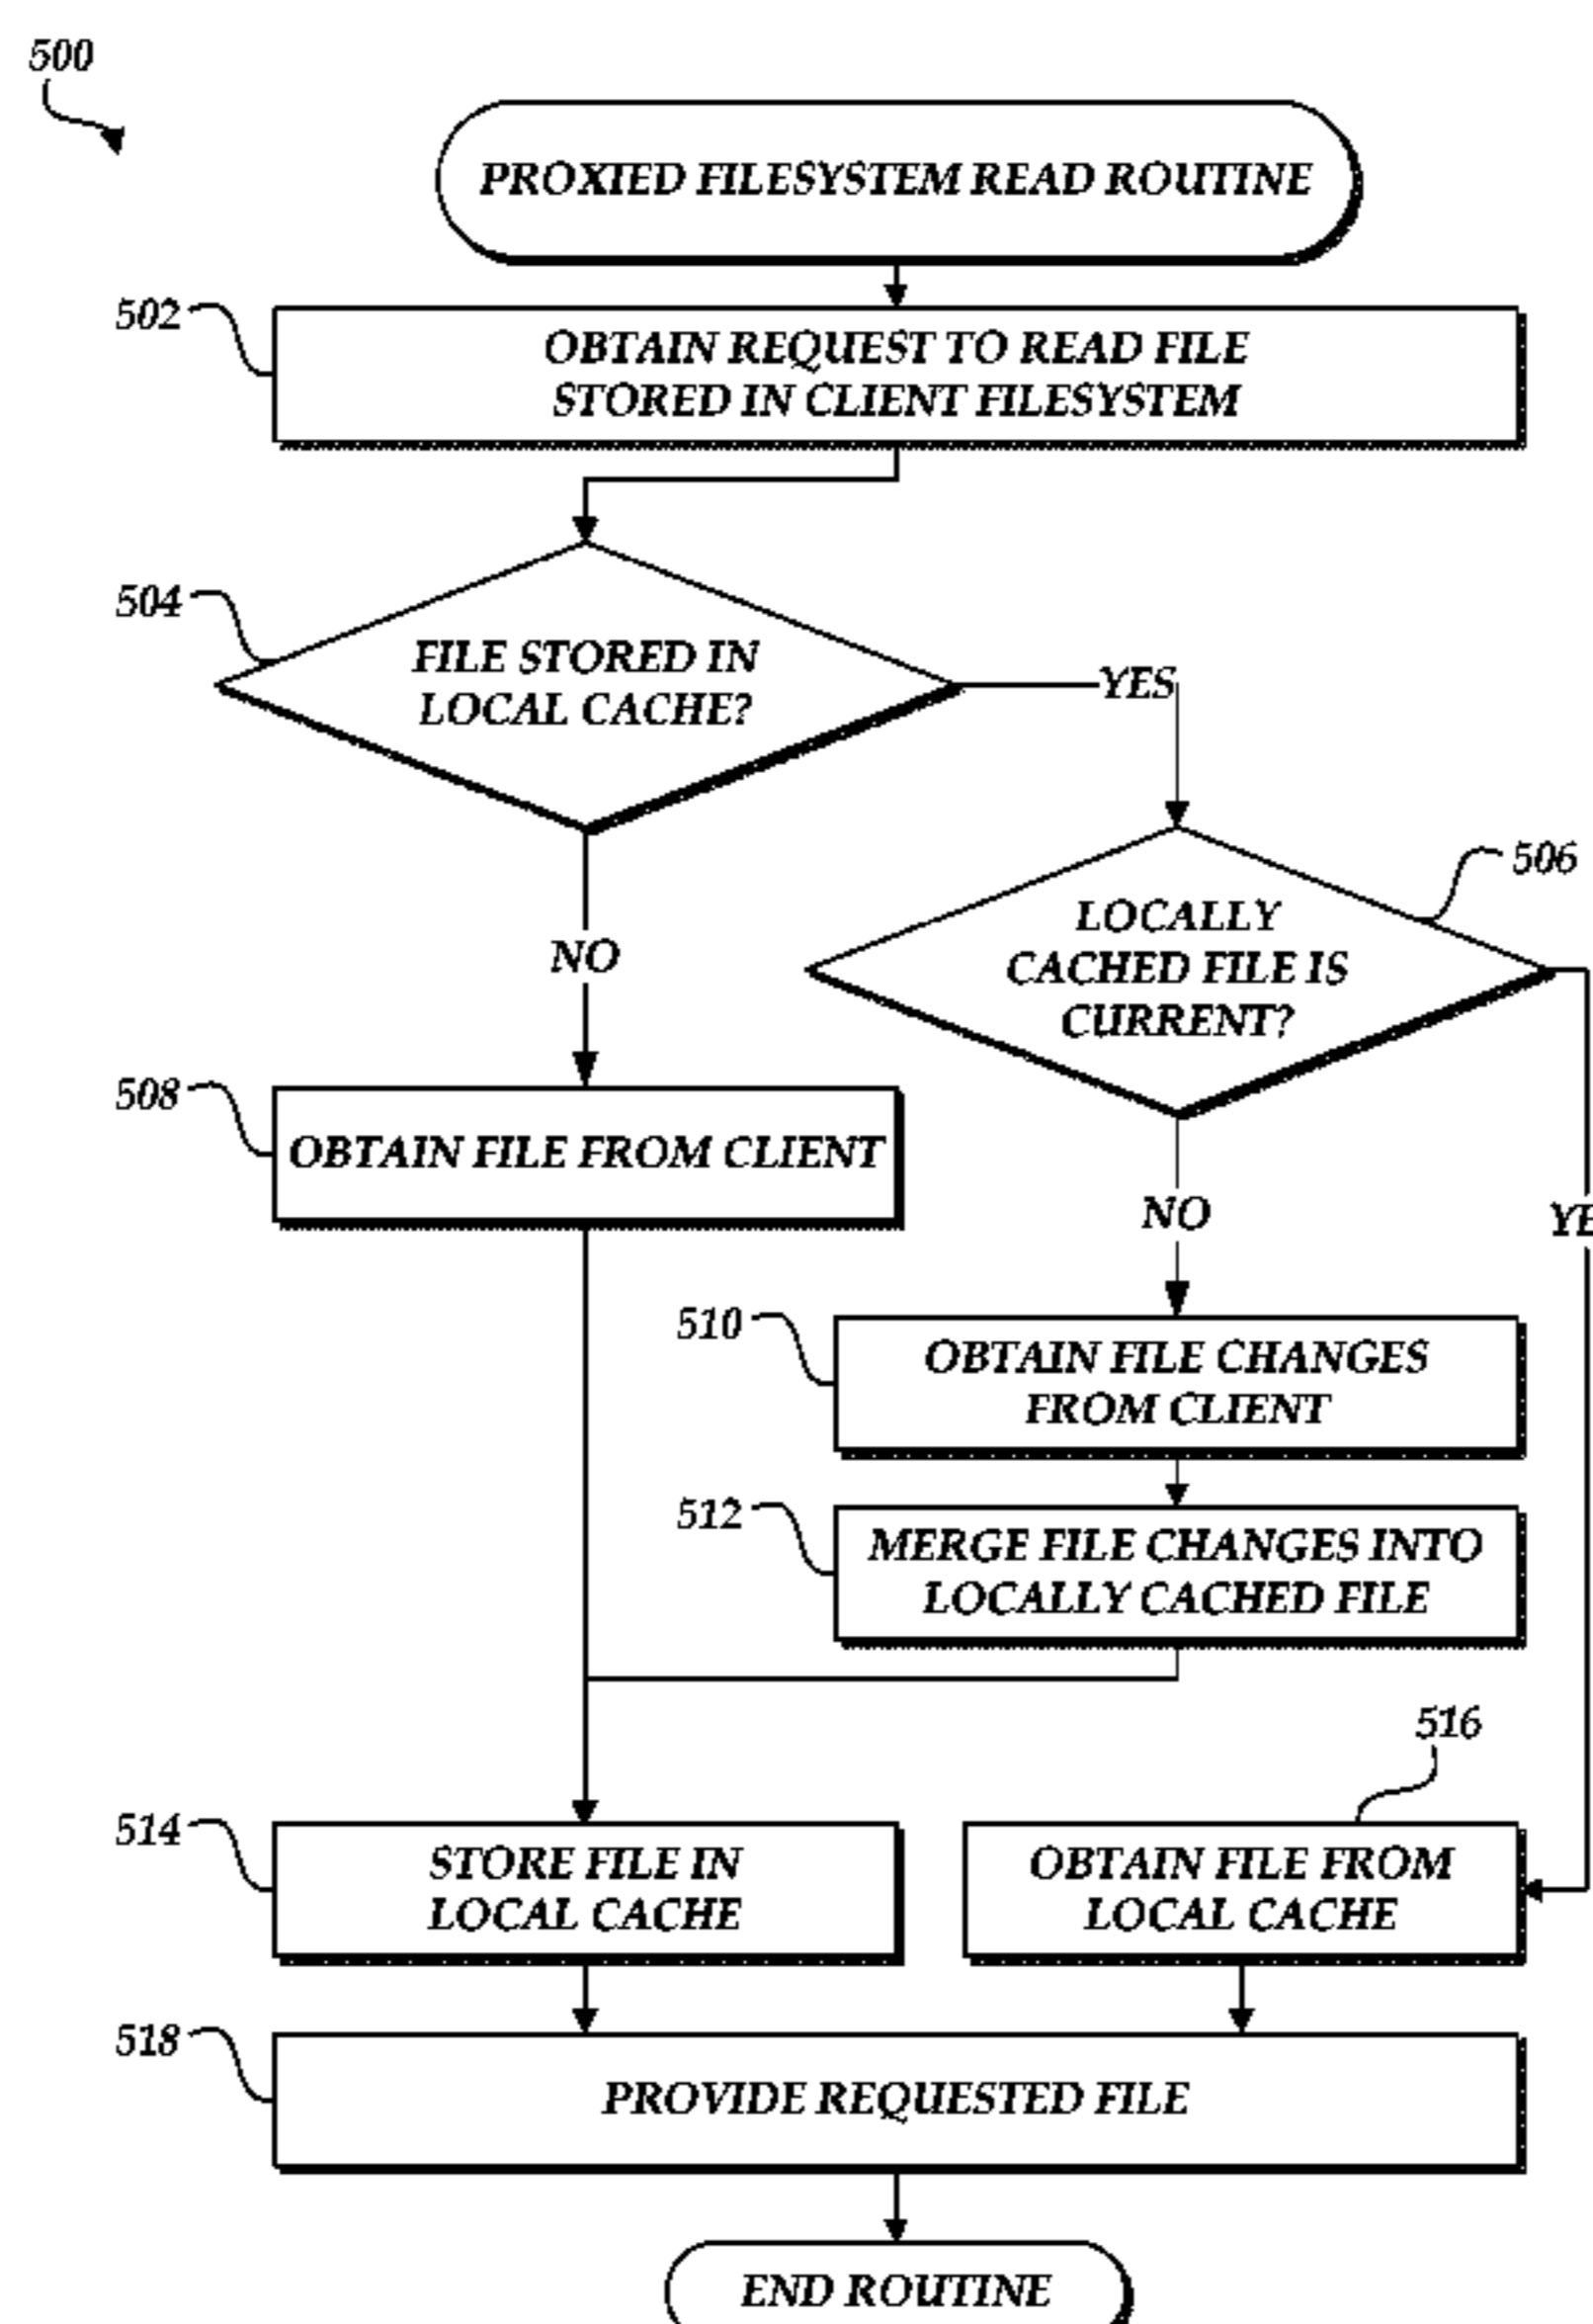 500
PROXIED FILESYSTEM READ ROUTINE
502
OBTAIN REQUEST TO READ FILE
STORED IN CLIENT FILESYSTEM
504
FILE STORED IN
LOCAL CACHE?
YES
506
LOCALLY
CACHED FILE IS
CURRENT?
NO
508
OBTAIN FILE FROM CLIENT
NO
YE
510
OBTAIN FILE CHANGES
FROM CLIENT
512
MERGE FILE CHANGES INTO
LOCALLY CACHED FILE
516
514
STORE FILE IN
LOCAL CACHE
OBTAIN FILE FROM
LOCAL CACHE
518
PROVIDE REQUESTED FILE
END ROUTINE